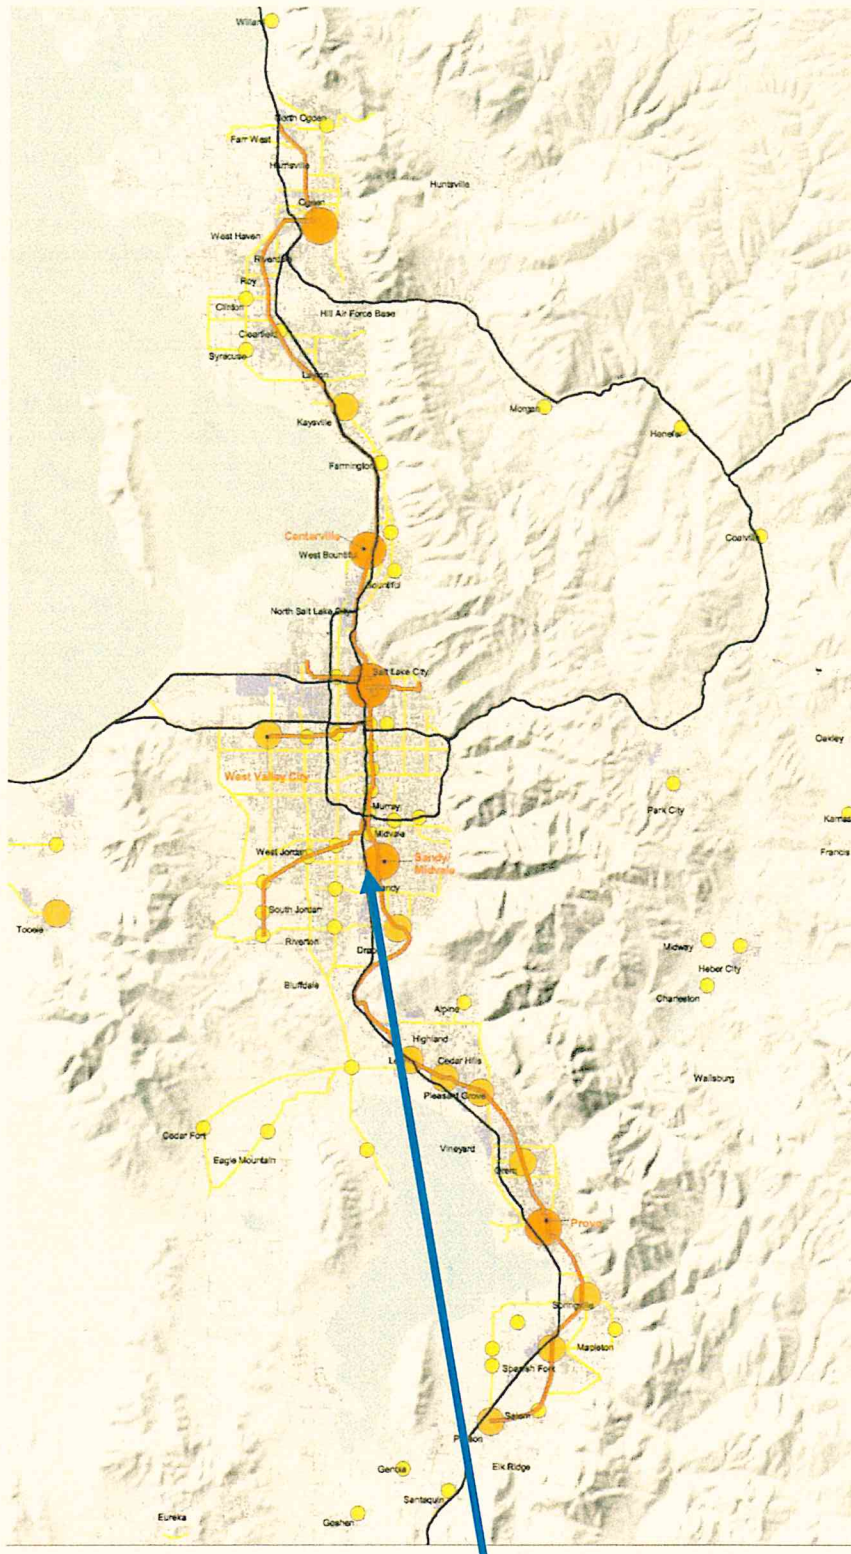 Willard
North Ogden
Farr West
Harrisville
Huntsville
Ogden
West Haven
Riverdale
Roy
Hill Air Force Base
Clinton
Clearfield
Syracuse
Layton
Morgan
Kaysville
Henefer
Farmington
Centerville
Coalville
West Bountiful
Bountiful
North Salt Lake City
Salt Lake City
Oakley
West Valley City
Park City
Murray
Kamas
Midvale
West Jordan
Sandy/
Midvale
Francis
Sandy
South Jordan
Tooele
Riverton
Draper
Midway
Heber City
Bluffdale
Charleston
Alpine
Highland
Cedar Hills
Wallsburg
Pleasant Grove
Cedar Fort
Vineyard
Eagle Mountain
Orem
Provo
Springville
Mapleton
Spanish Fork
Salem
Payson
Elk Ridge
Genola
Santaquin
Eureka
Goshen